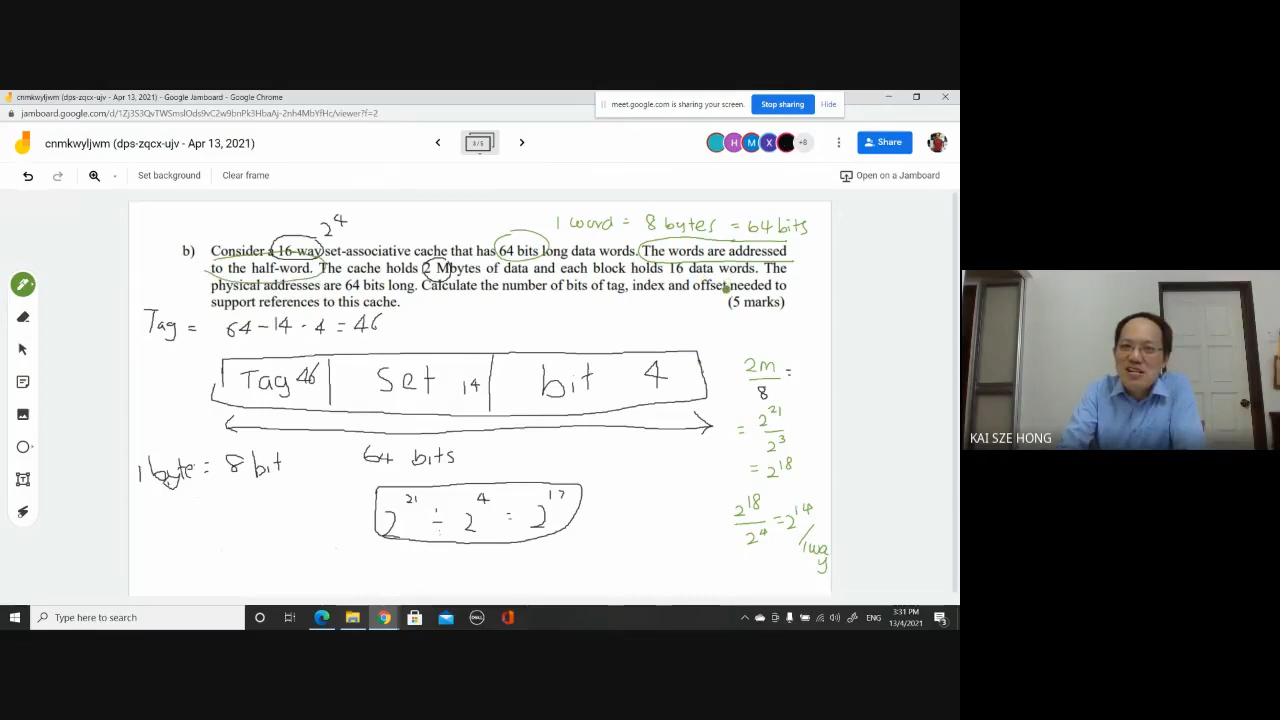 cnmkwyljwm (dps-zqcx-ujv - Apr 13, 2021) - Google Jamboard - Google Chrome
meet.google.com is sharing your screen.
Stop sharing
Hide
cnmkwyljwm (dps-zqcx-ujv - Apr 13, 2021)
3/5
H M X +8
Share
Set background
Clear frame
Open on a Jamboard
2^4
1 word = 8 bytes = 64 bits
b) Consider a 16-way set-associative cache that has 64 bits long data words. The words are addressed
to the half-word. The cache holds 2 Mbytes of data and each block holds 16 data words. The
physical addresses are 64 bits long. Calculate the number of bits of tag, index and offset needed to
support references to this cache. (5 marks)
Tag = 64 - 14 - 4 = 46
Tag 46 Set 14 bit 4
64 bits
1 byte = 8 bit
2^21 ÷ 2^4 = 2^17
2m/8 =
= 2^21/2^3
= 2^18
2^18/2^4 = 2^14
/1way
KAI SZE HONG
Type here to search
DELL
ENG
3:31 PM
13/4/2021
3